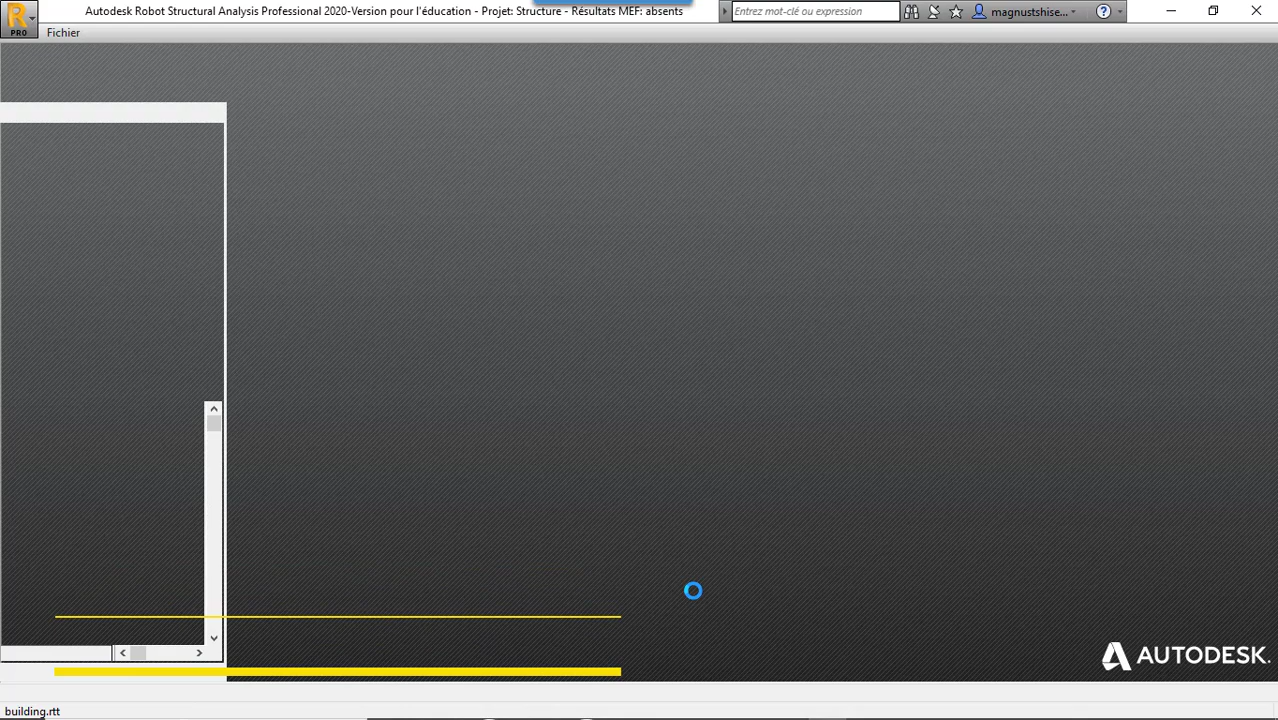 Autodesk Robot Structural Analysis Professional 2020-Version pour l'éducation - Projet: Structure - Résultats MEF: absents
Entrez mot-clé ou expression
magnustshise...
PRO
Fichier
AUTODESK.
building.rtt